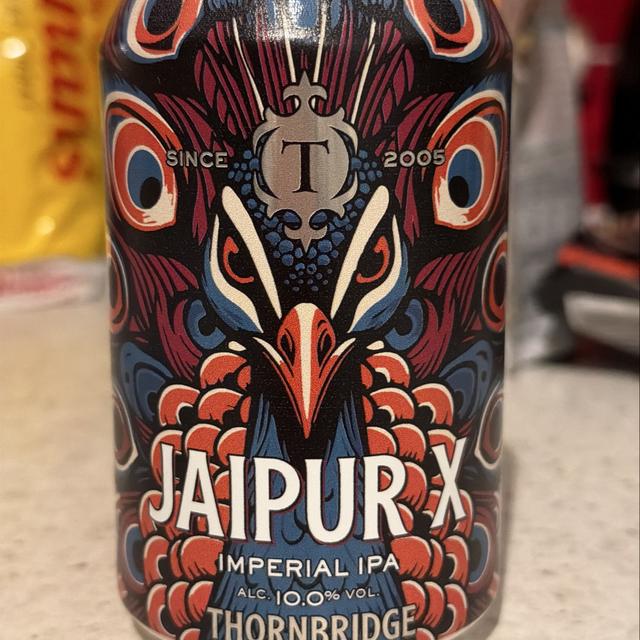 SINCE T 2005
JAIPUR X
IMPERIAL IPA
ALC. 10.0% VOL.
THORNBRIDGE